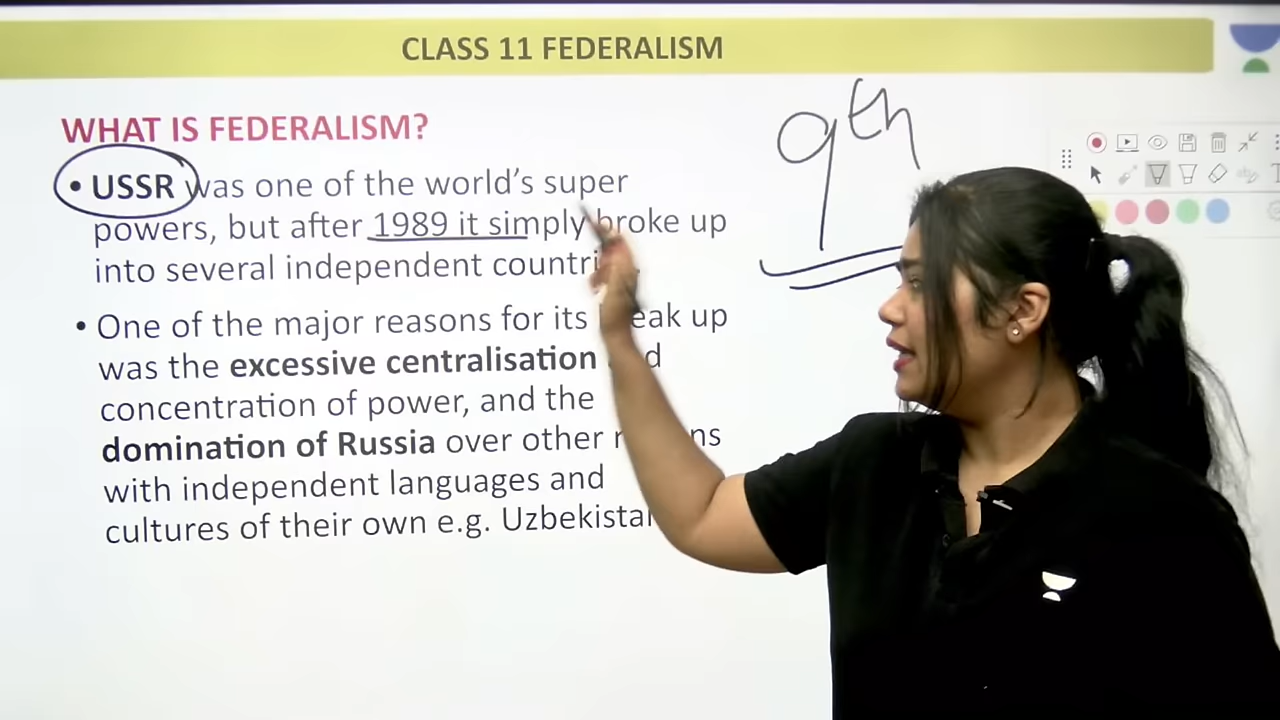 CLASS 11 FEDERALISM
WHAT IS FEDERALISM?
9th
• USSR was one of the world's super
powers, but after 1989 it simply broke up
into several independent
• One of the major reasons for its
up
was the excessive centralisation
concentration of power, and the
domination of Russia over other
with independent languages and
cultures of their own e.g.